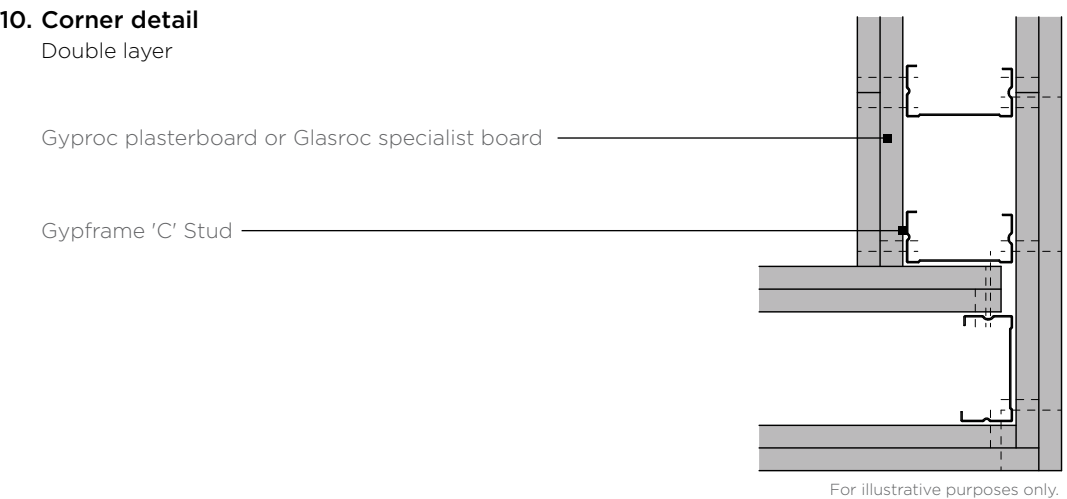 10. Corner detail
Double layer
Gyproc plasterboard or Glasroc specialist board
Gypframe 'C' Stud
For illustrative purposes only.